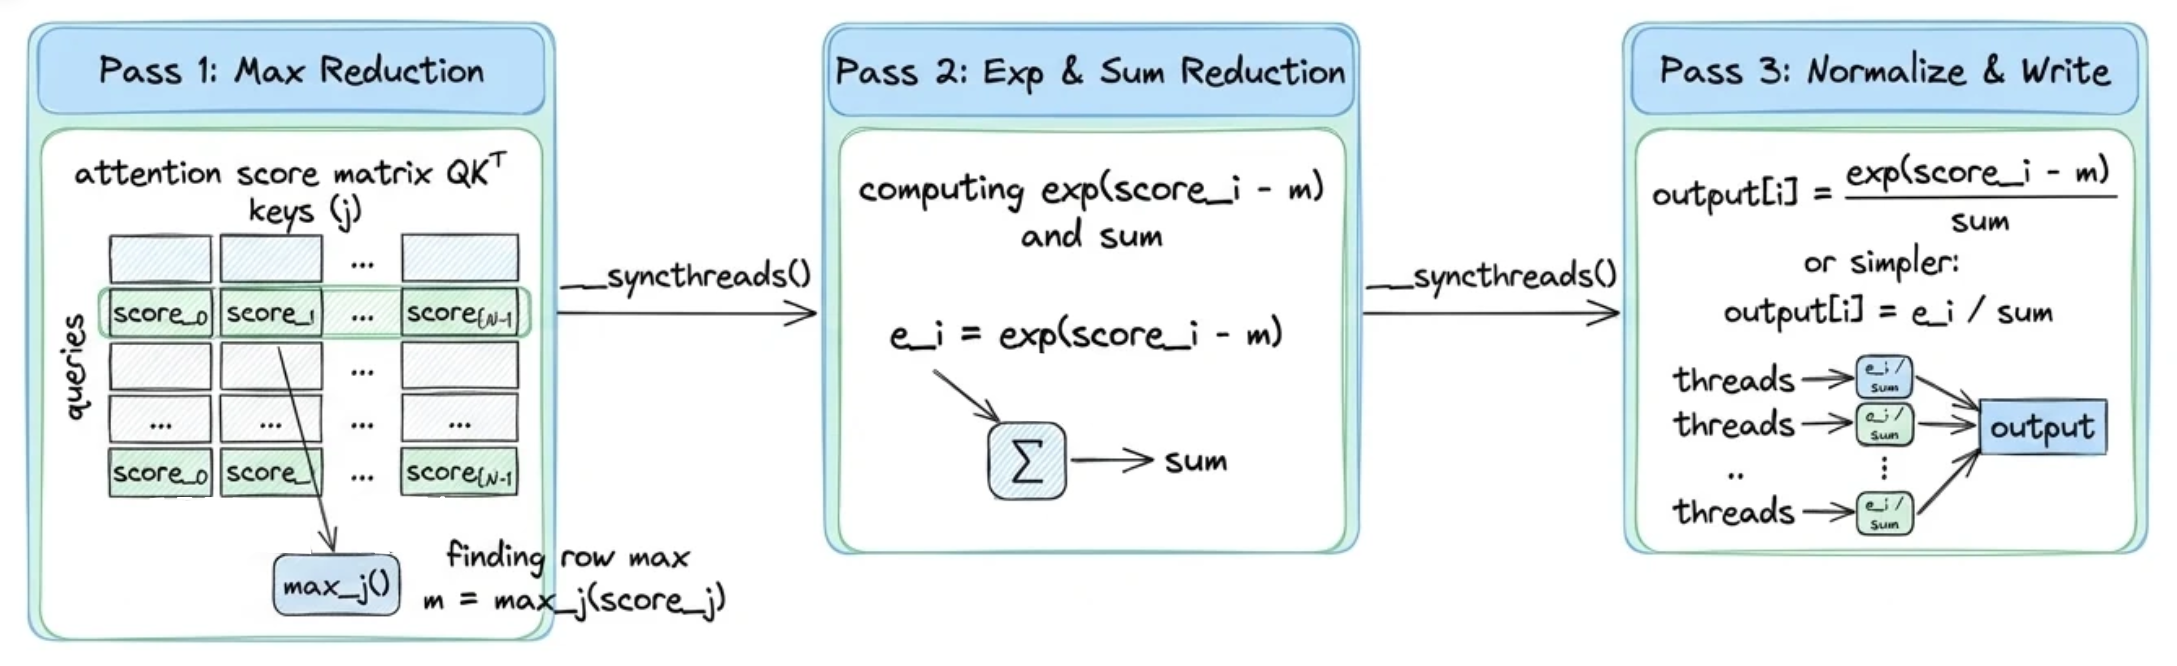 Pass 1: Max Reduction
attention score matrix QKᵀ
keys (j)
queries
...
score_0 score_1 ... score[N-1
...
... ... ... ...
score_0 score_ ... score[N-1
max_j()
finding row max
m = max_j(score_j)
__syncthreads()
Pass 2: Exp & Sum Reduction
computing exp(score_i - m)
and sum
e_i = exp(score_i - m)
Σ
sum
__syncthreads()
Pass 3: Normalize & Write
output[i] = exp(score_i - m)
sum
or simpler:
output[i] = e_i / sum
threads
e_i /
sum
threads
e_i /
sum
..
⋮
threads
e_i /
sum
output